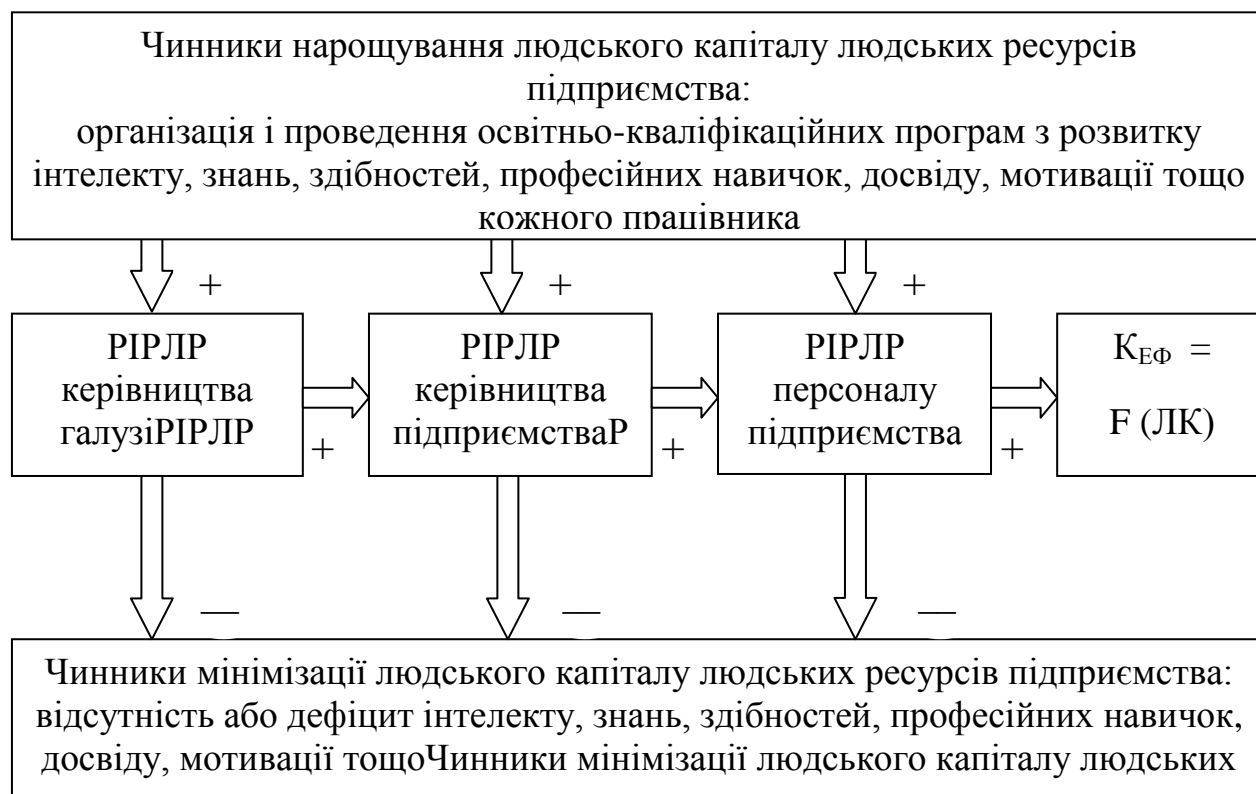 Чинники нарощування людського капіталу людських ресурсів
підприємства:
організація і проведення освітньо-кваліфікаційних програм з розвитку
інтелекту, знань, здібностей, професійних навичок, досвіду, мотивації тощо
кожного працівника
+ + +
РІРЛР
керівництва
галузіРІРЛР
+
РІРЛР
керівництва
підприємстваР
+
РІРЛР
персоналу
підприємства
+
КЕФ =
F (ЛК)
— — —
Чинники мінімізації людського капіталу людських ресурсів підприємства:
відсутність або дефіцит інтелекту, знань, здібностей, професійних навичок,
досвіду, мотивації тощоЧинники мінімізації людського капіталу людських